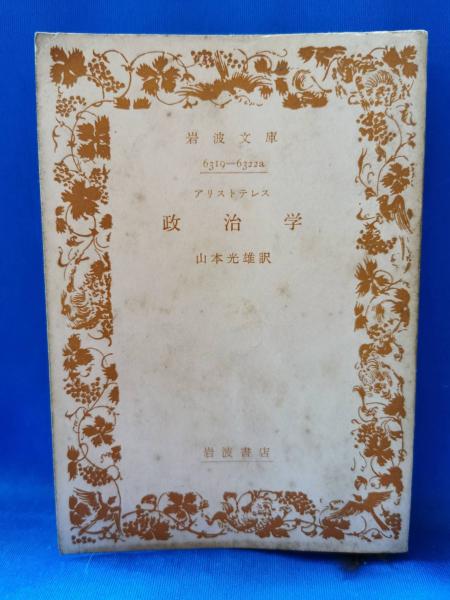 岩波文庫
6319—6322a
アリストテレス
政治学
山本光雄訳
岩波書店